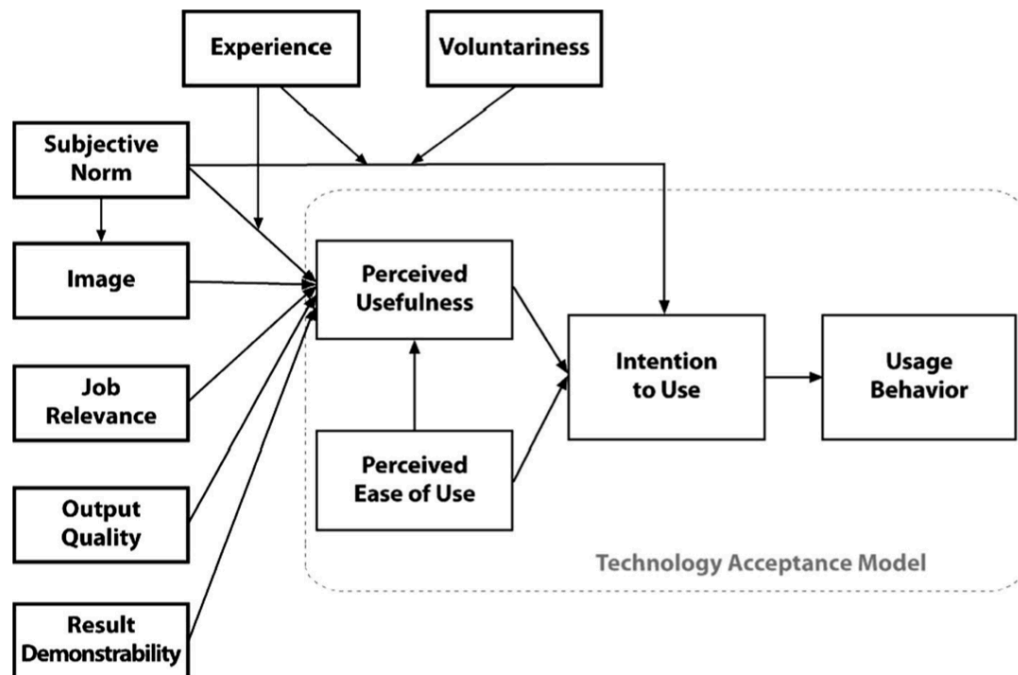 Experience
Voluntariness
Subjective
Norm
Image
Job
Relevance
Output
Quality
Result
Demonstrability
Perceived
Usefulness
Perceived
Ease of Use
Intention
to Use
Usage
Behavior
Technology Acceptance Model